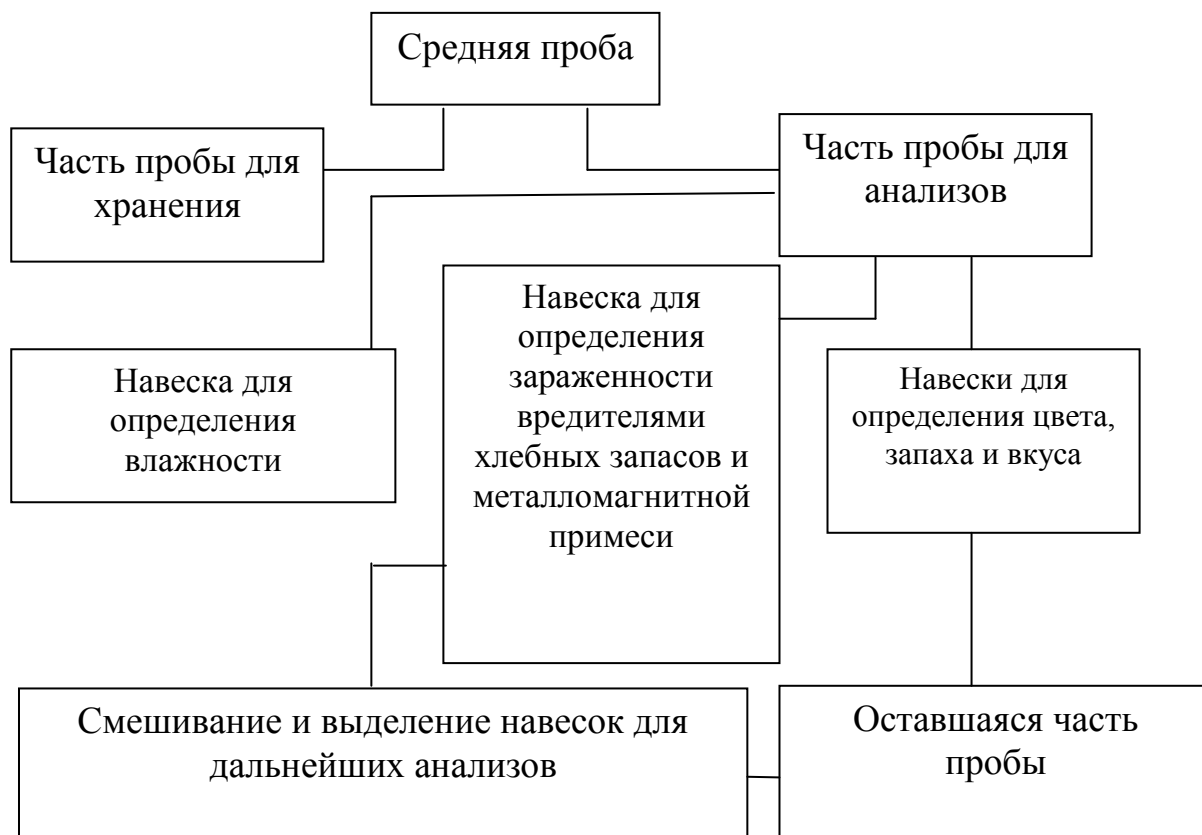 Средняя проба
Часть пробы для
хранения
Часть пробы для
анализов
Навеска для
определения
влажности
Навеска для
определения
зараженности
вредителями
хлебных запасов и
металломагнитной
примеси
Навески для
определения цвета,
запаха и вкуса
Смешивание и выделение навесок для
дальнейших анализов
Оставшаяся часть
пробы